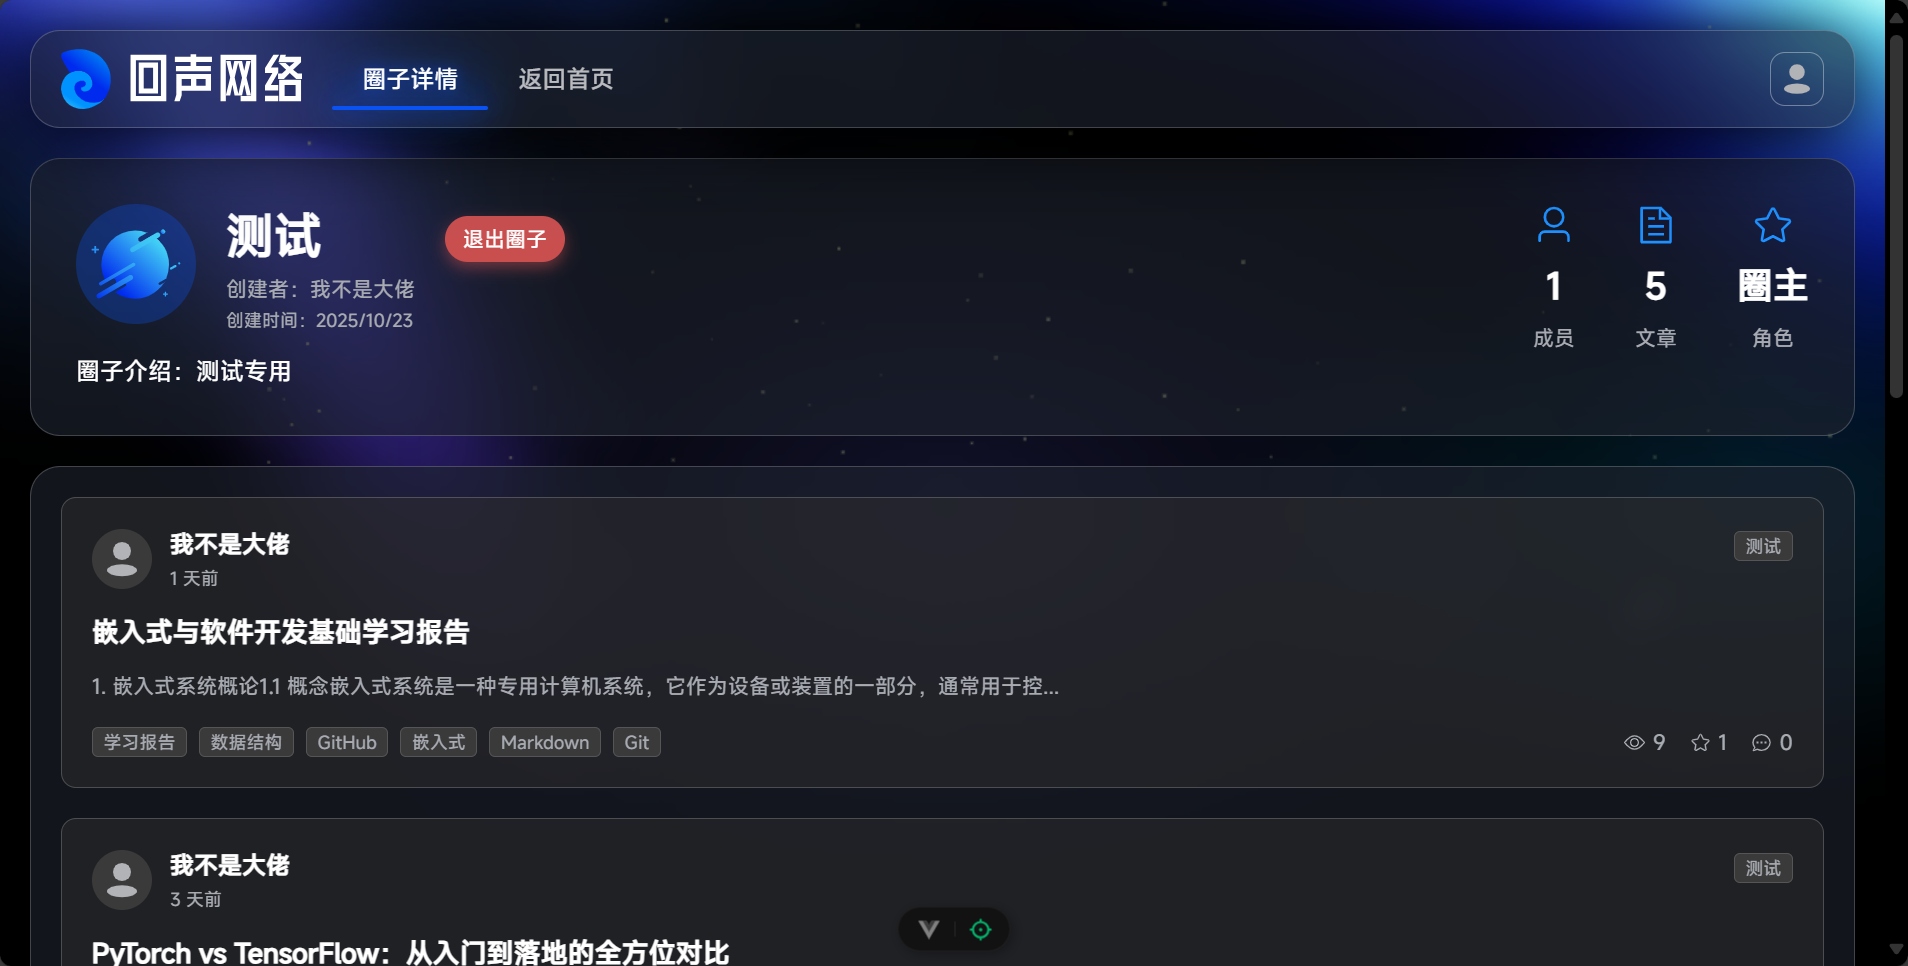 回声网络
圈子详情
返回首页
测试
退出圈子
创建者：我不是大佬
创建时间：2025/10/23
圈子介绍：测试专用
1
成员
5
文章
圈主
角色
我不是大佬
1 天前
测试
嵌入式与软件开发基础学习报告
1. 嵌入式系统概论1.1 概念嵌入式系统是一种专用计算机系统，它作为设备或装置的一部分，通常用于控...
学习报告 数据结构 GitHub 嵌入式 Markdown Git
9 1 0
我不是大佬
3 天前
测试
PyTorch vs TensorFlow：从入门到落地的全方位对比